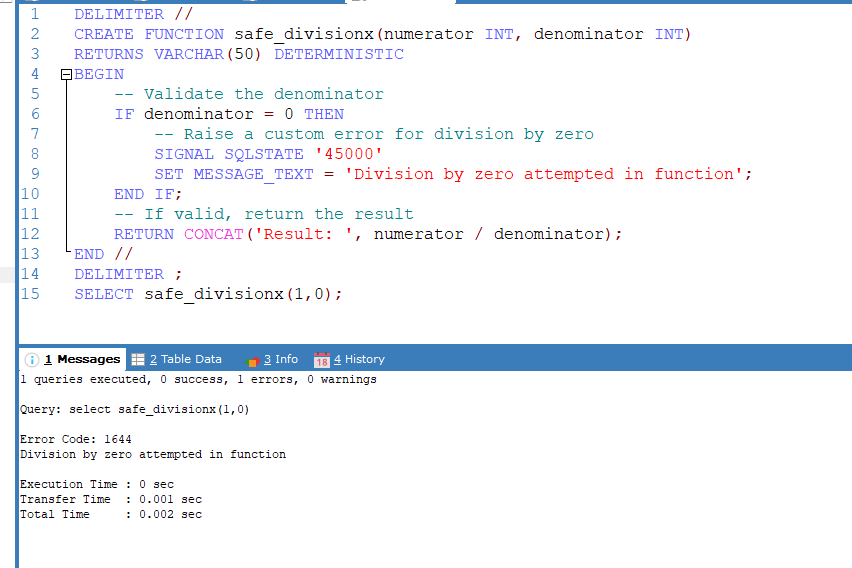 1 DELIMITER //
2 CREATE FUNCTION safe_divisionx(numerator INT, denominator INT)
3 RETURNS VARCHAR(50) DETERMINISTIC
4 BEGIN
5 -- Validate the denominator
6 IF denominator = 0 THEN
7 -- Raise a custom error for division by zero
8 SIGNAL SQLSTATE '45000'
9 SET MESSAGE_TEXT = 'Division by zero attempted in function';
10 END IF;
11 -- If valid, return the result
12 RETURN CONCAT('Result: ', numerator / denominator);
13 END //
14 DELIMITER ;
15 SELECT safe_divisionx(1,0);
1 Messages 2 Table Data 3 Info 18 4 History
1 queries executed, 0 success, 1 errors, 0 warnings
Query: select safe_divisionx(1,0)
Error Code: 1644
Division by zero attempted in function
Execution Time : 0 sec
Transfer Time : 0.001 sec
Total Time : 0.002 sec